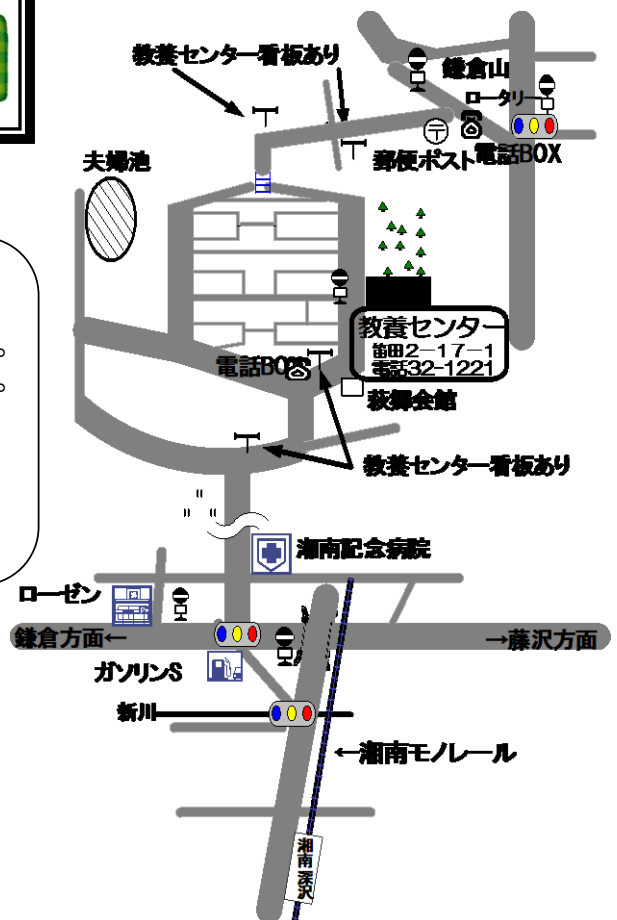 教養センター看板あり
鎌倉山
ロータリー
〒
郵便ポスト
電話BOX
夫婦池
教養センター
笛田2-17-1
電話32-1221
電話BOX
萩郷会館
教養センター看板あり
湘南記念病院
ローゼン
鎌倉方面←
→藤沢方面
ガソリンS
新川
←湘南モノレール
湘南深沢